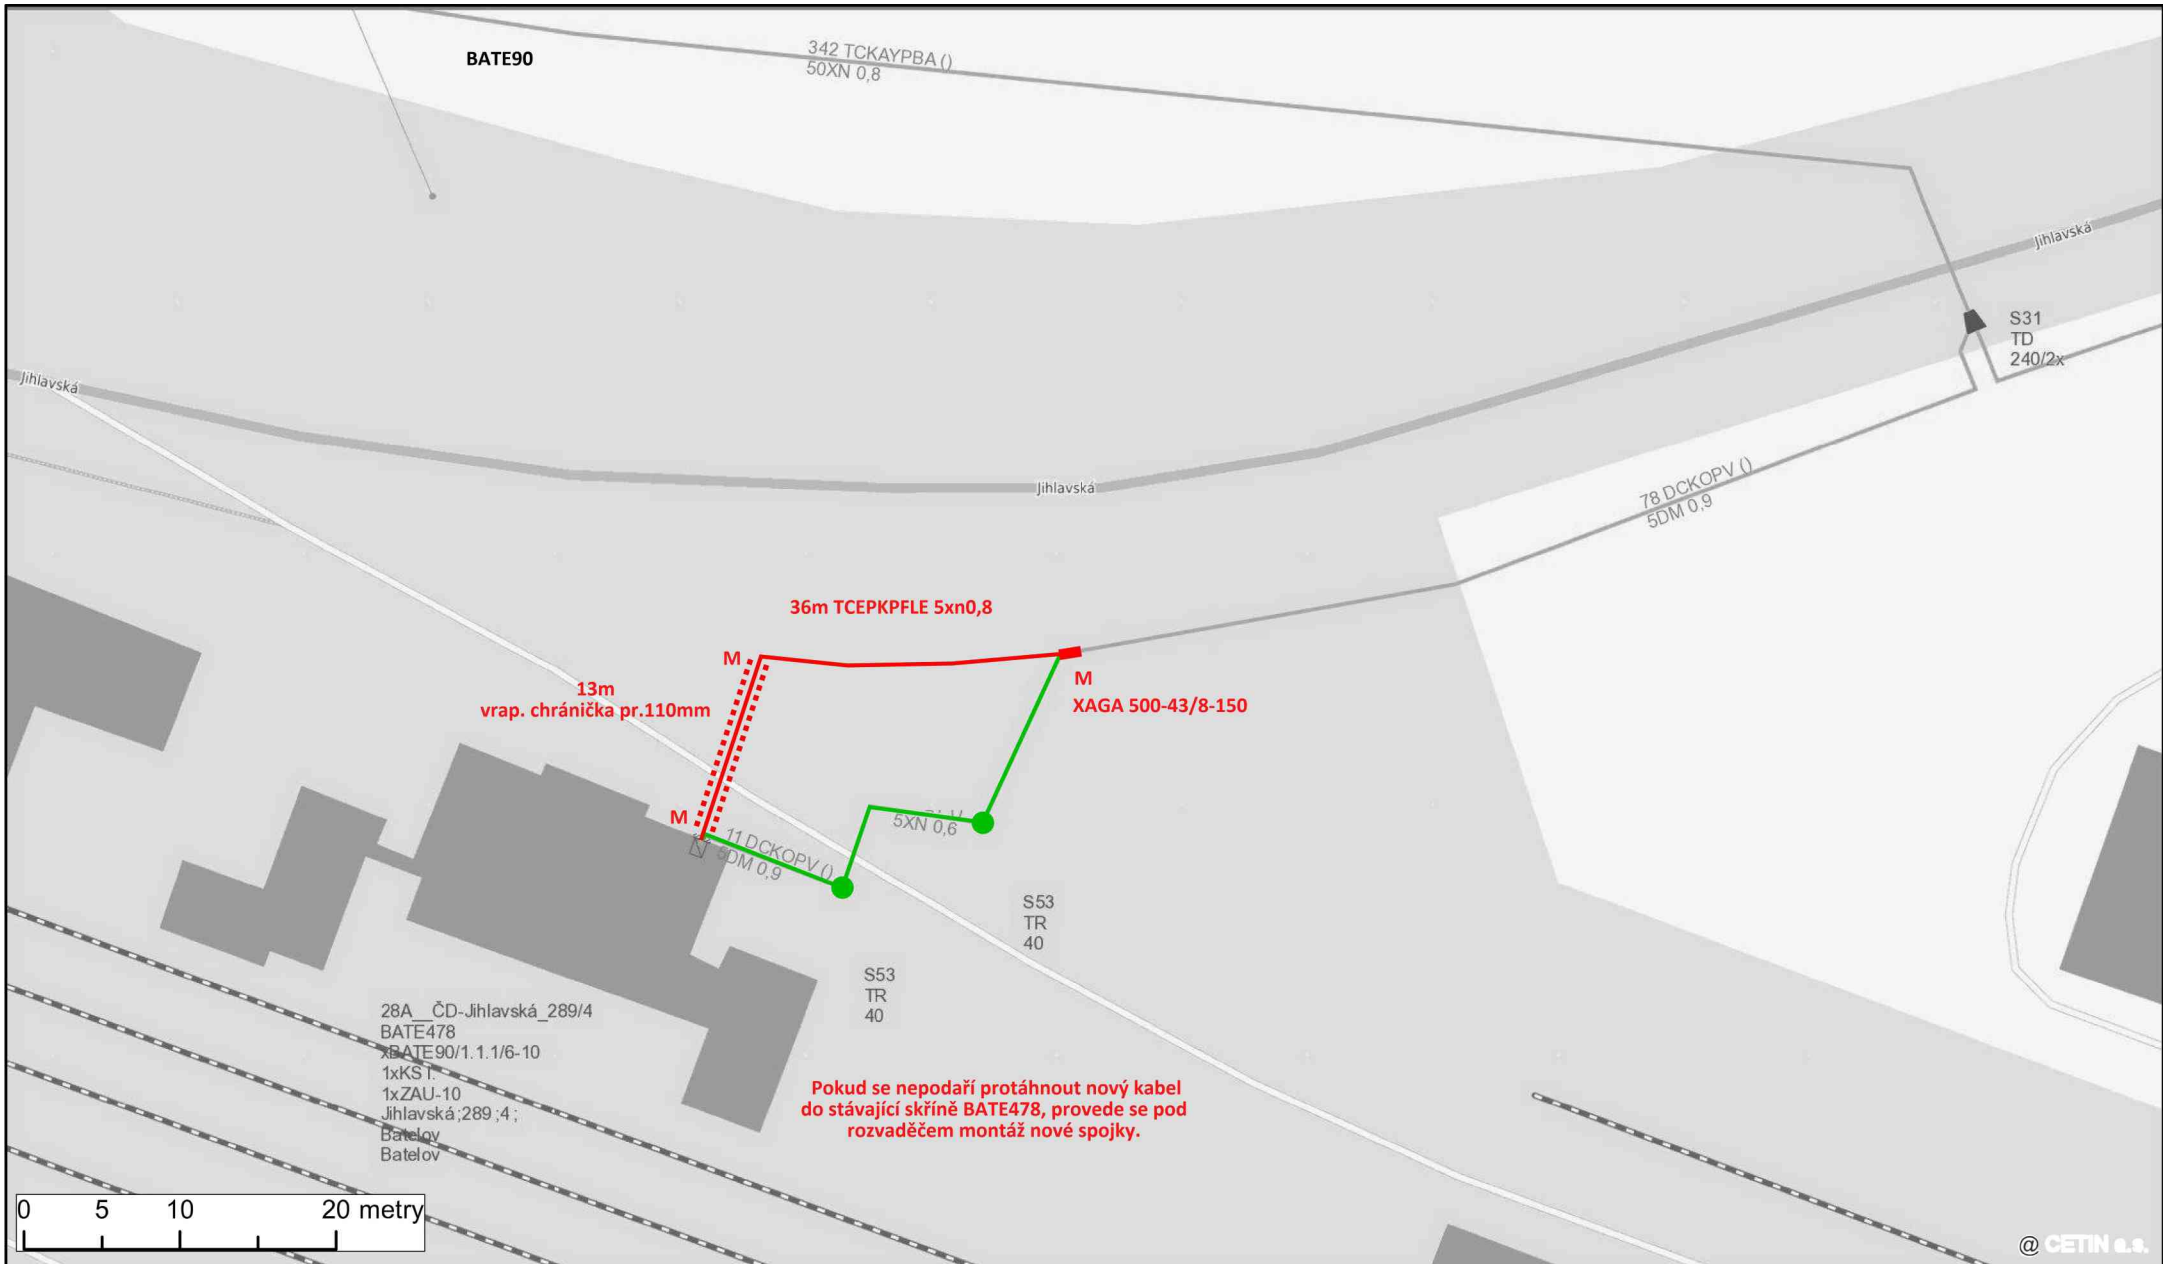 BATE90
342 TCKAYPBA ()
50XN 0,8
Jihlavská
S31
TD
240/2x
Jihlavská
Jihlavská
78 DCKOPV ()
5DM 0,9
36m TCEPKPFLE 5xn0,8
M
M
XAGA 500-43/8-150
13m
vrap. chránička pr.110mm
M
5XN 0,6
11 DCKOPV ()
5DM 0,9
S53
TR
40
S53
TR
40
28A__ČD-Jihlavská_289/4
BATE478
xBATE90/1.1.1/6-10
1xKS I.
1xZAU-10
Jihlavská;289;4;
Batelov
Batelov
Pokud se nepodaří protáhnout nový kabel
do stávající skříně BATE478, provede se pod
rozvaděčem montáž nové spojky.
0 5 10 20 metry
@ CETIN a.s.